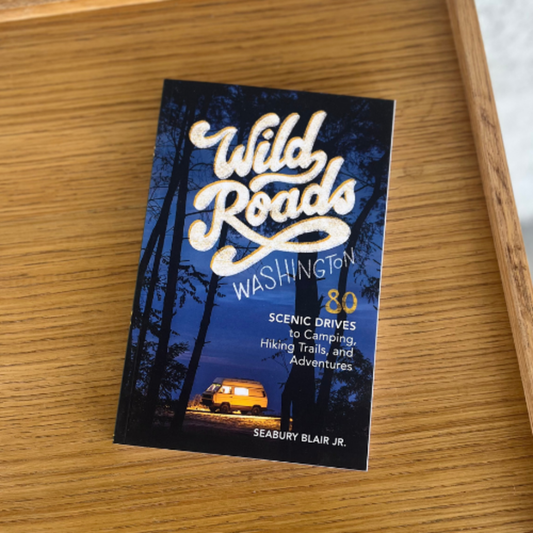 Wild
Roads
WASHINGTON
80
SCENIC DRIVES
to Camping,
Hiking Trails, and
Adventures
SEABURY BLAIR JR.